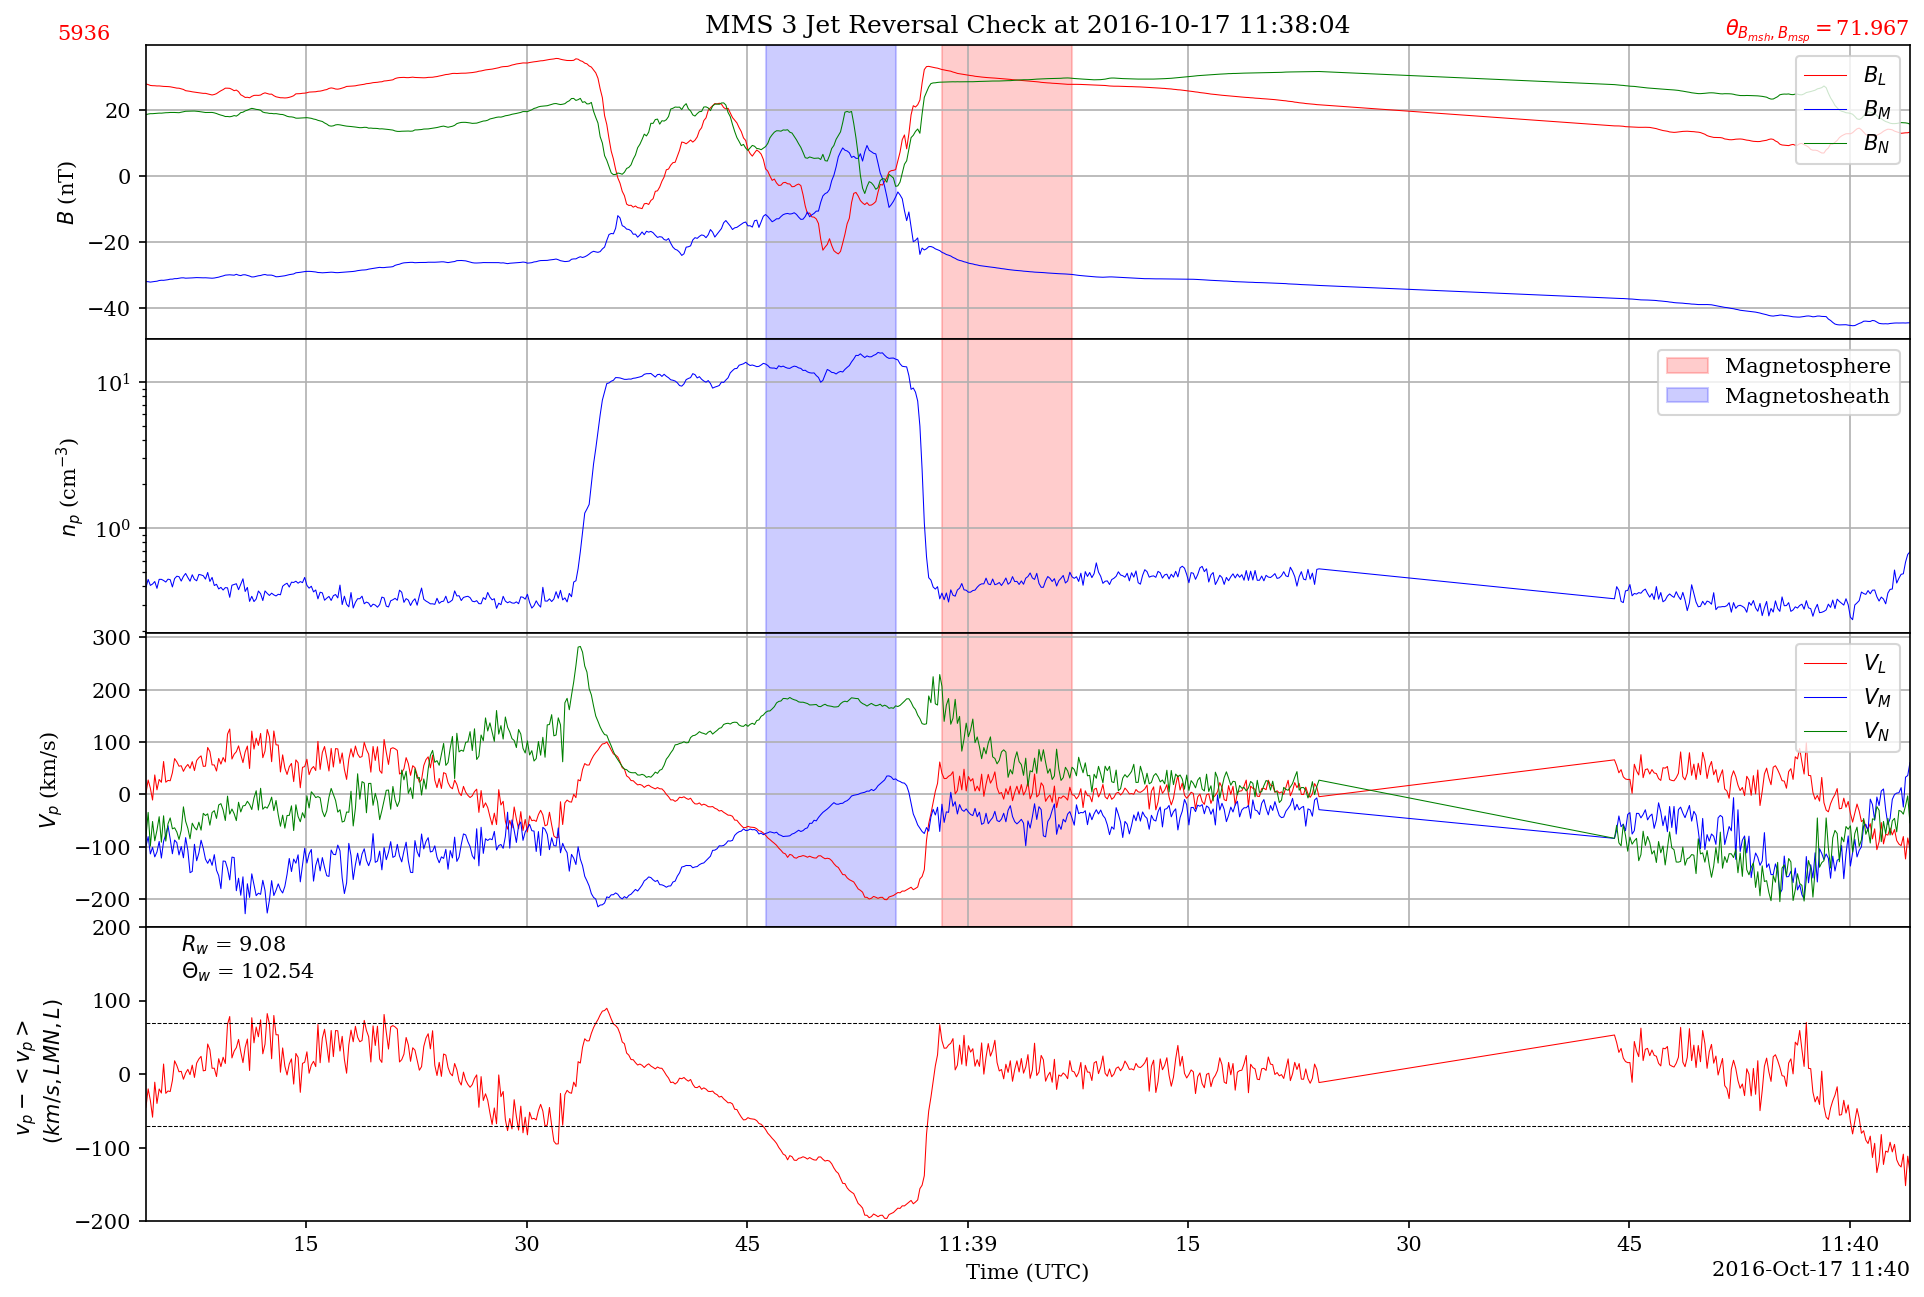 5936
MMS 3 Jet Reversal Check at 2016-10-17 11:38:04
θ_{B_{msh}, B_{msp}} = 71.967
B (nT)
20
0
−20
−40
B_L
B_M
B_N
n_p (cm^{−3})
10^1
10^0
Magnetosphere
Magnetosheath
V_p (km/s)
300
200
100
0
−100
−200
V_L
V_M
V_N
v_p − < v_p >
(km/s, LMN, L)
200
100
0
−100
−200
R_w = 9.08
Θ_w = 102.54
15
30
45
11:39
15
30
45
11:40
Time (UTC)
2016-Oct-17 11:40